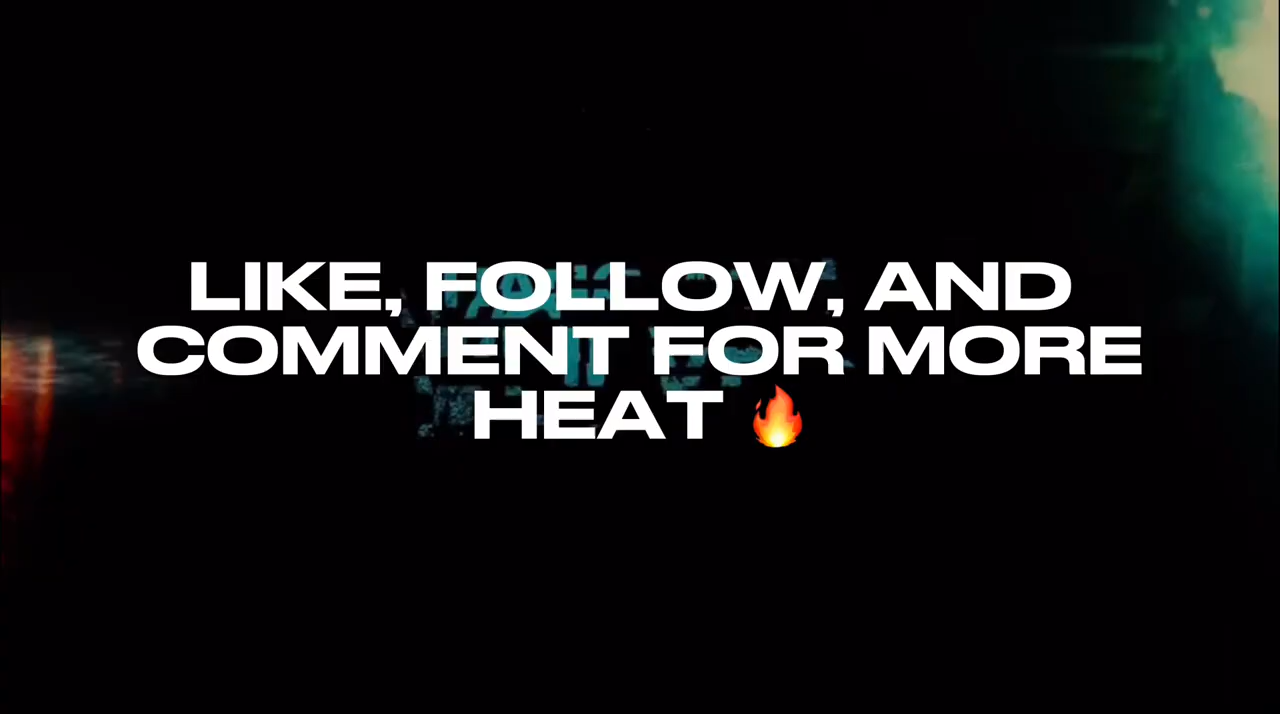 LIKE, FOLLOW, AND
COMMENT FOR MORE
HEAT 🔥